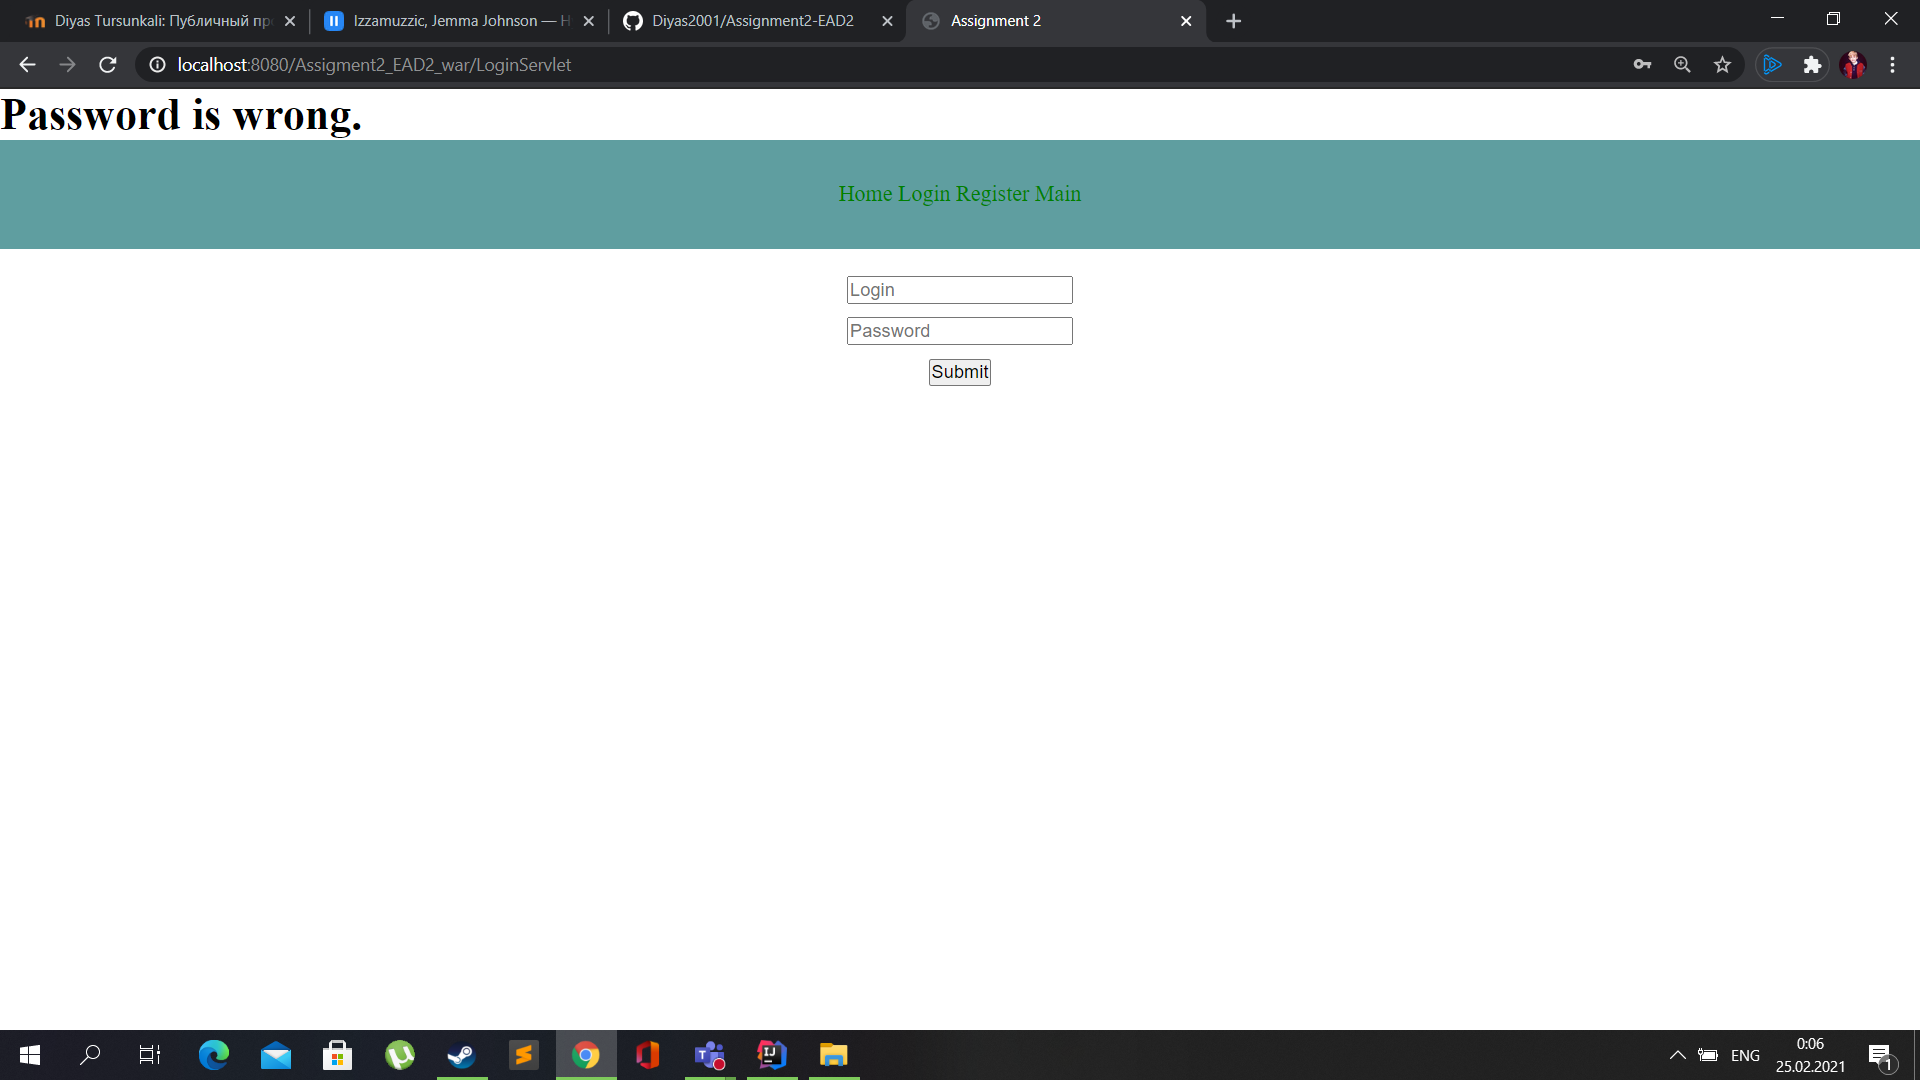 Diyas Tursunkali: Публичный пр
Izzamuzzic, Jemma Johnson — H
Diyas2001/Assignment2-EAD2
Assignment 2
localhost:8080/Assigment2_EAD2_war/LoginServlet
Password is wrong.
Home Login Register Main
Login
Password
Submit
ENG
0:06
25.02.2021
1